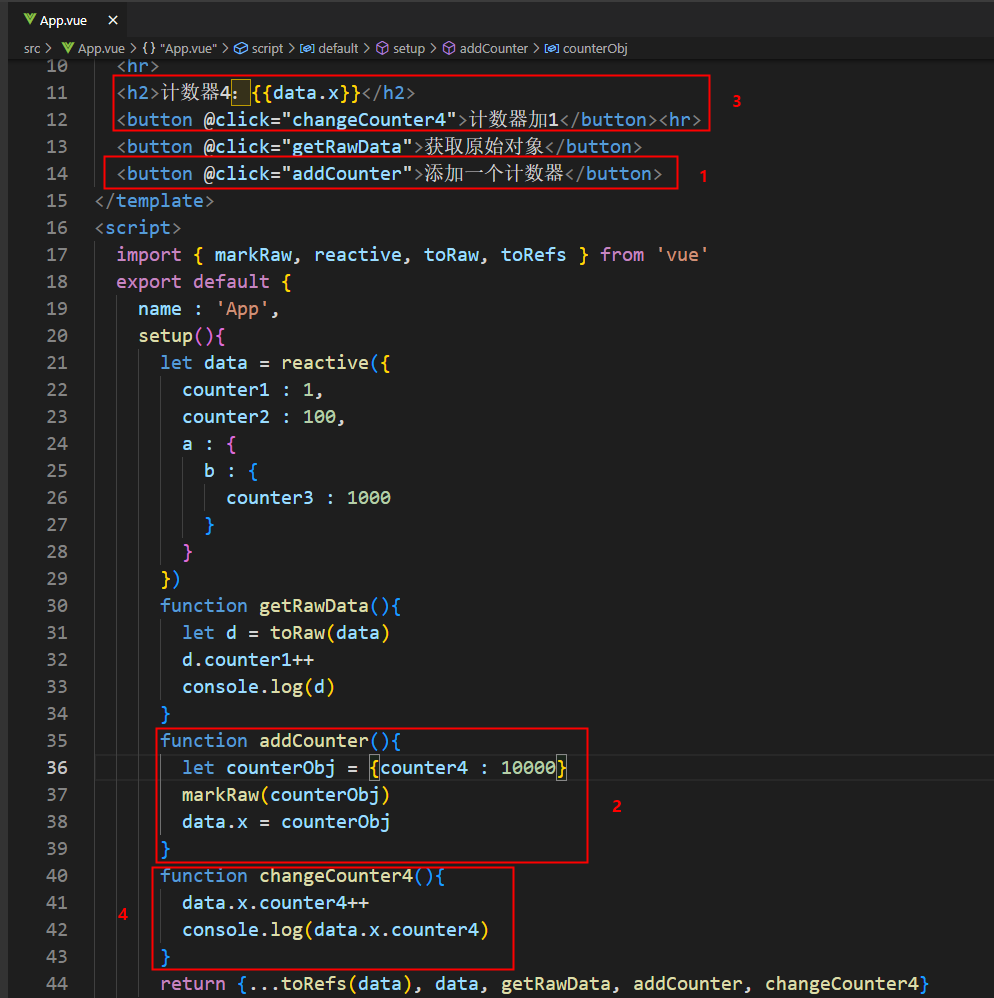 App.vue ×
src > App.vue > {} "App.vue" > script > default > setup > addCounter > counterObj
10 <hr>
11 <h2>计数器4：{{data.x}}</h2>
12 <button @click="changeCounter4">计数器加1</button><hr>
3
13 <button @click="getRawData">获取原始对象</button>
14 <button @click="addCounter">添加一个计数器</button>
1
15 </template>
16 <script>
17 import { markRaw, reactive, toRaw, toRefs } from 'vue'
18 export default {
19 name : 'App',
20 setup(){
21 let data = reactive({
22 counter1 : 1,
23 counter2 : 100,
24 a : {
25 b : {
26 counter3 : 1000
27 }
28 }
29 })
30 function getRawData(){
31 let d = toRaw(data)
32 d.counter1++
33 console.log(d)
34 }
35 function addCounter(){
36 let counterObj = {counter4 : 10000}
37 markRaw(counterObj)
2
38 data.x = counterObj
39 }
40 function changeCounter4(){
41 data.x.counter4++
4
42 console.log(data.x.counter4)
43 }
44 return {...toRefs(data), data, getRawData, addCounter, changeCounter4}